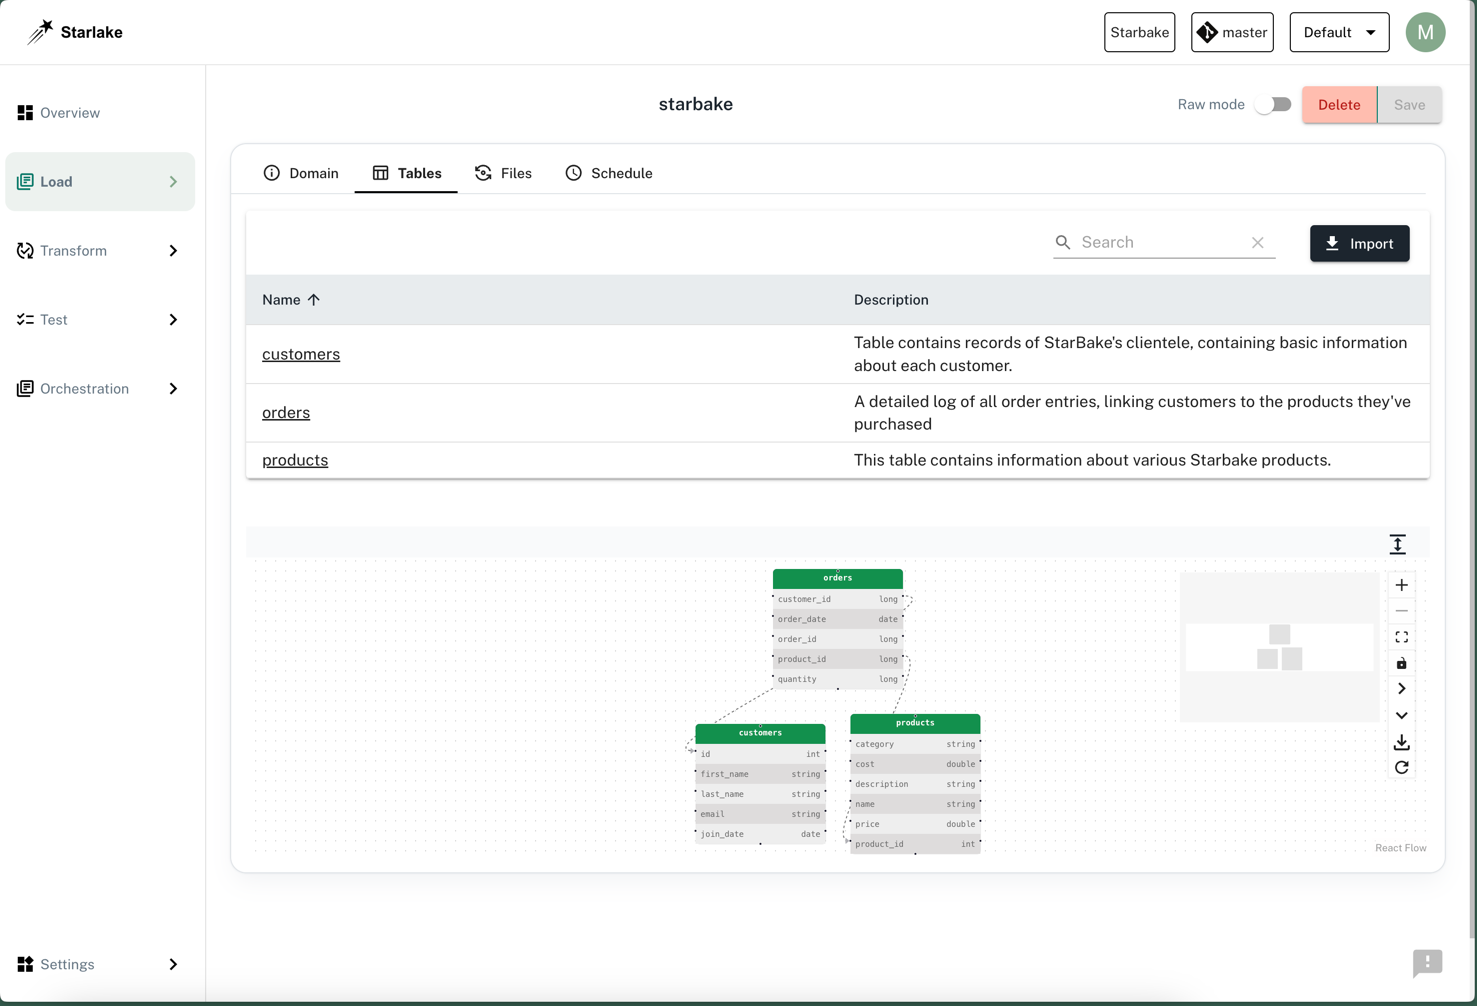 Starlake
Starbake
master
Default
M
Overview
Load
Transform
Test
Orchestration
Settings
starbake
Raw mode
Delete
Save
Domain
Tables
Files
Schedule
Search
Import
Name
Description
customers
Table contains records of StarBake's clientele, containing basic information
about each customer.
orders
A detailed log of all order entries, linking customers to the products they've
purchased
products
This table contains information about various Starbake products.
orders
customer_id long
order_date date
order_id long
product_id long
quantity long
customers
id int
first_name string
last_name string
email string
join_date date
products
category string
cost double
description string
name string
price double
product_id int
React Flow